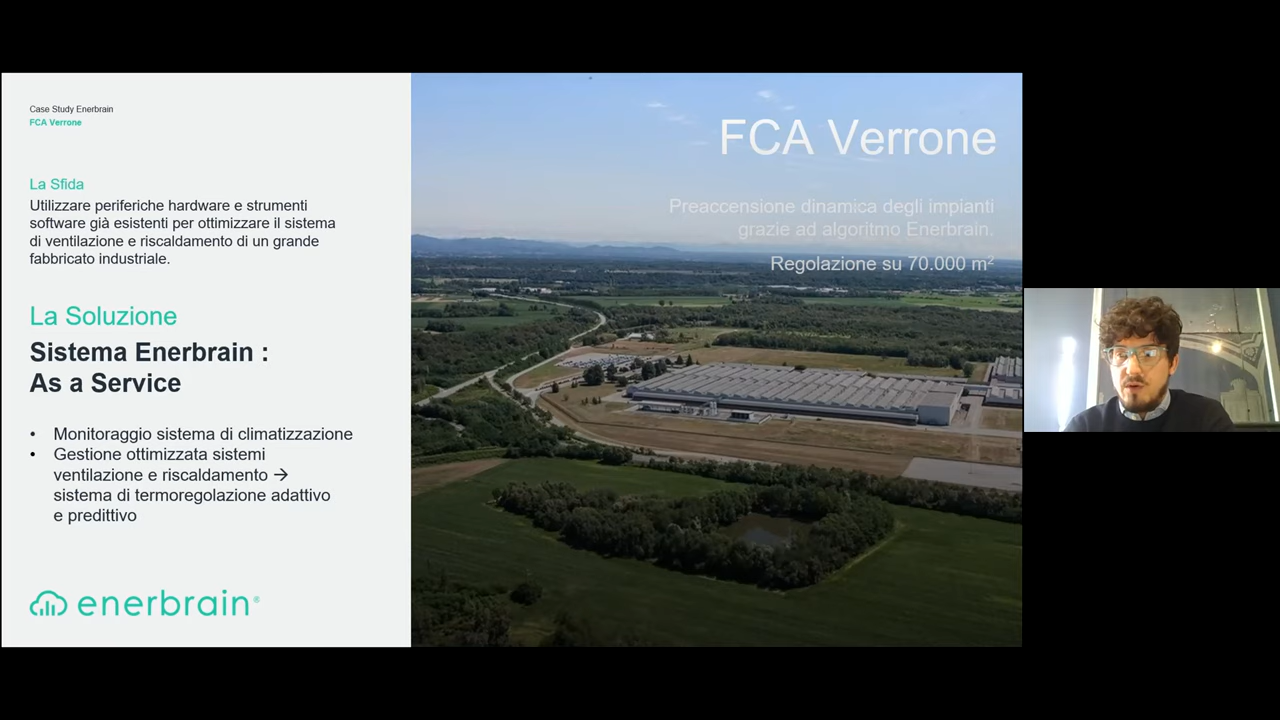 Case Study Enerbrain
FCA Verrone
La Sfida
Utilizzare periferiche hardware e strumenti
software già esistenti per ottimizzare il sistema
di ventilazione e riscaldamento di un grande
fabbricato industriale.
La Soluzione
Sistema Enerbrain :
As a Service
• Monitoraggio sistema di climatizzazione
• Gestione ottimizzata sistemi
ventilazione e riscaldamento →
sistema di termoregolazione adattivo
e predittivo
enerbrain®
FCA Verrone
Preaccensione dinamica degli impianti
grazie ad algoritmo Enerbrain.
Regolazione su 70.000 m²